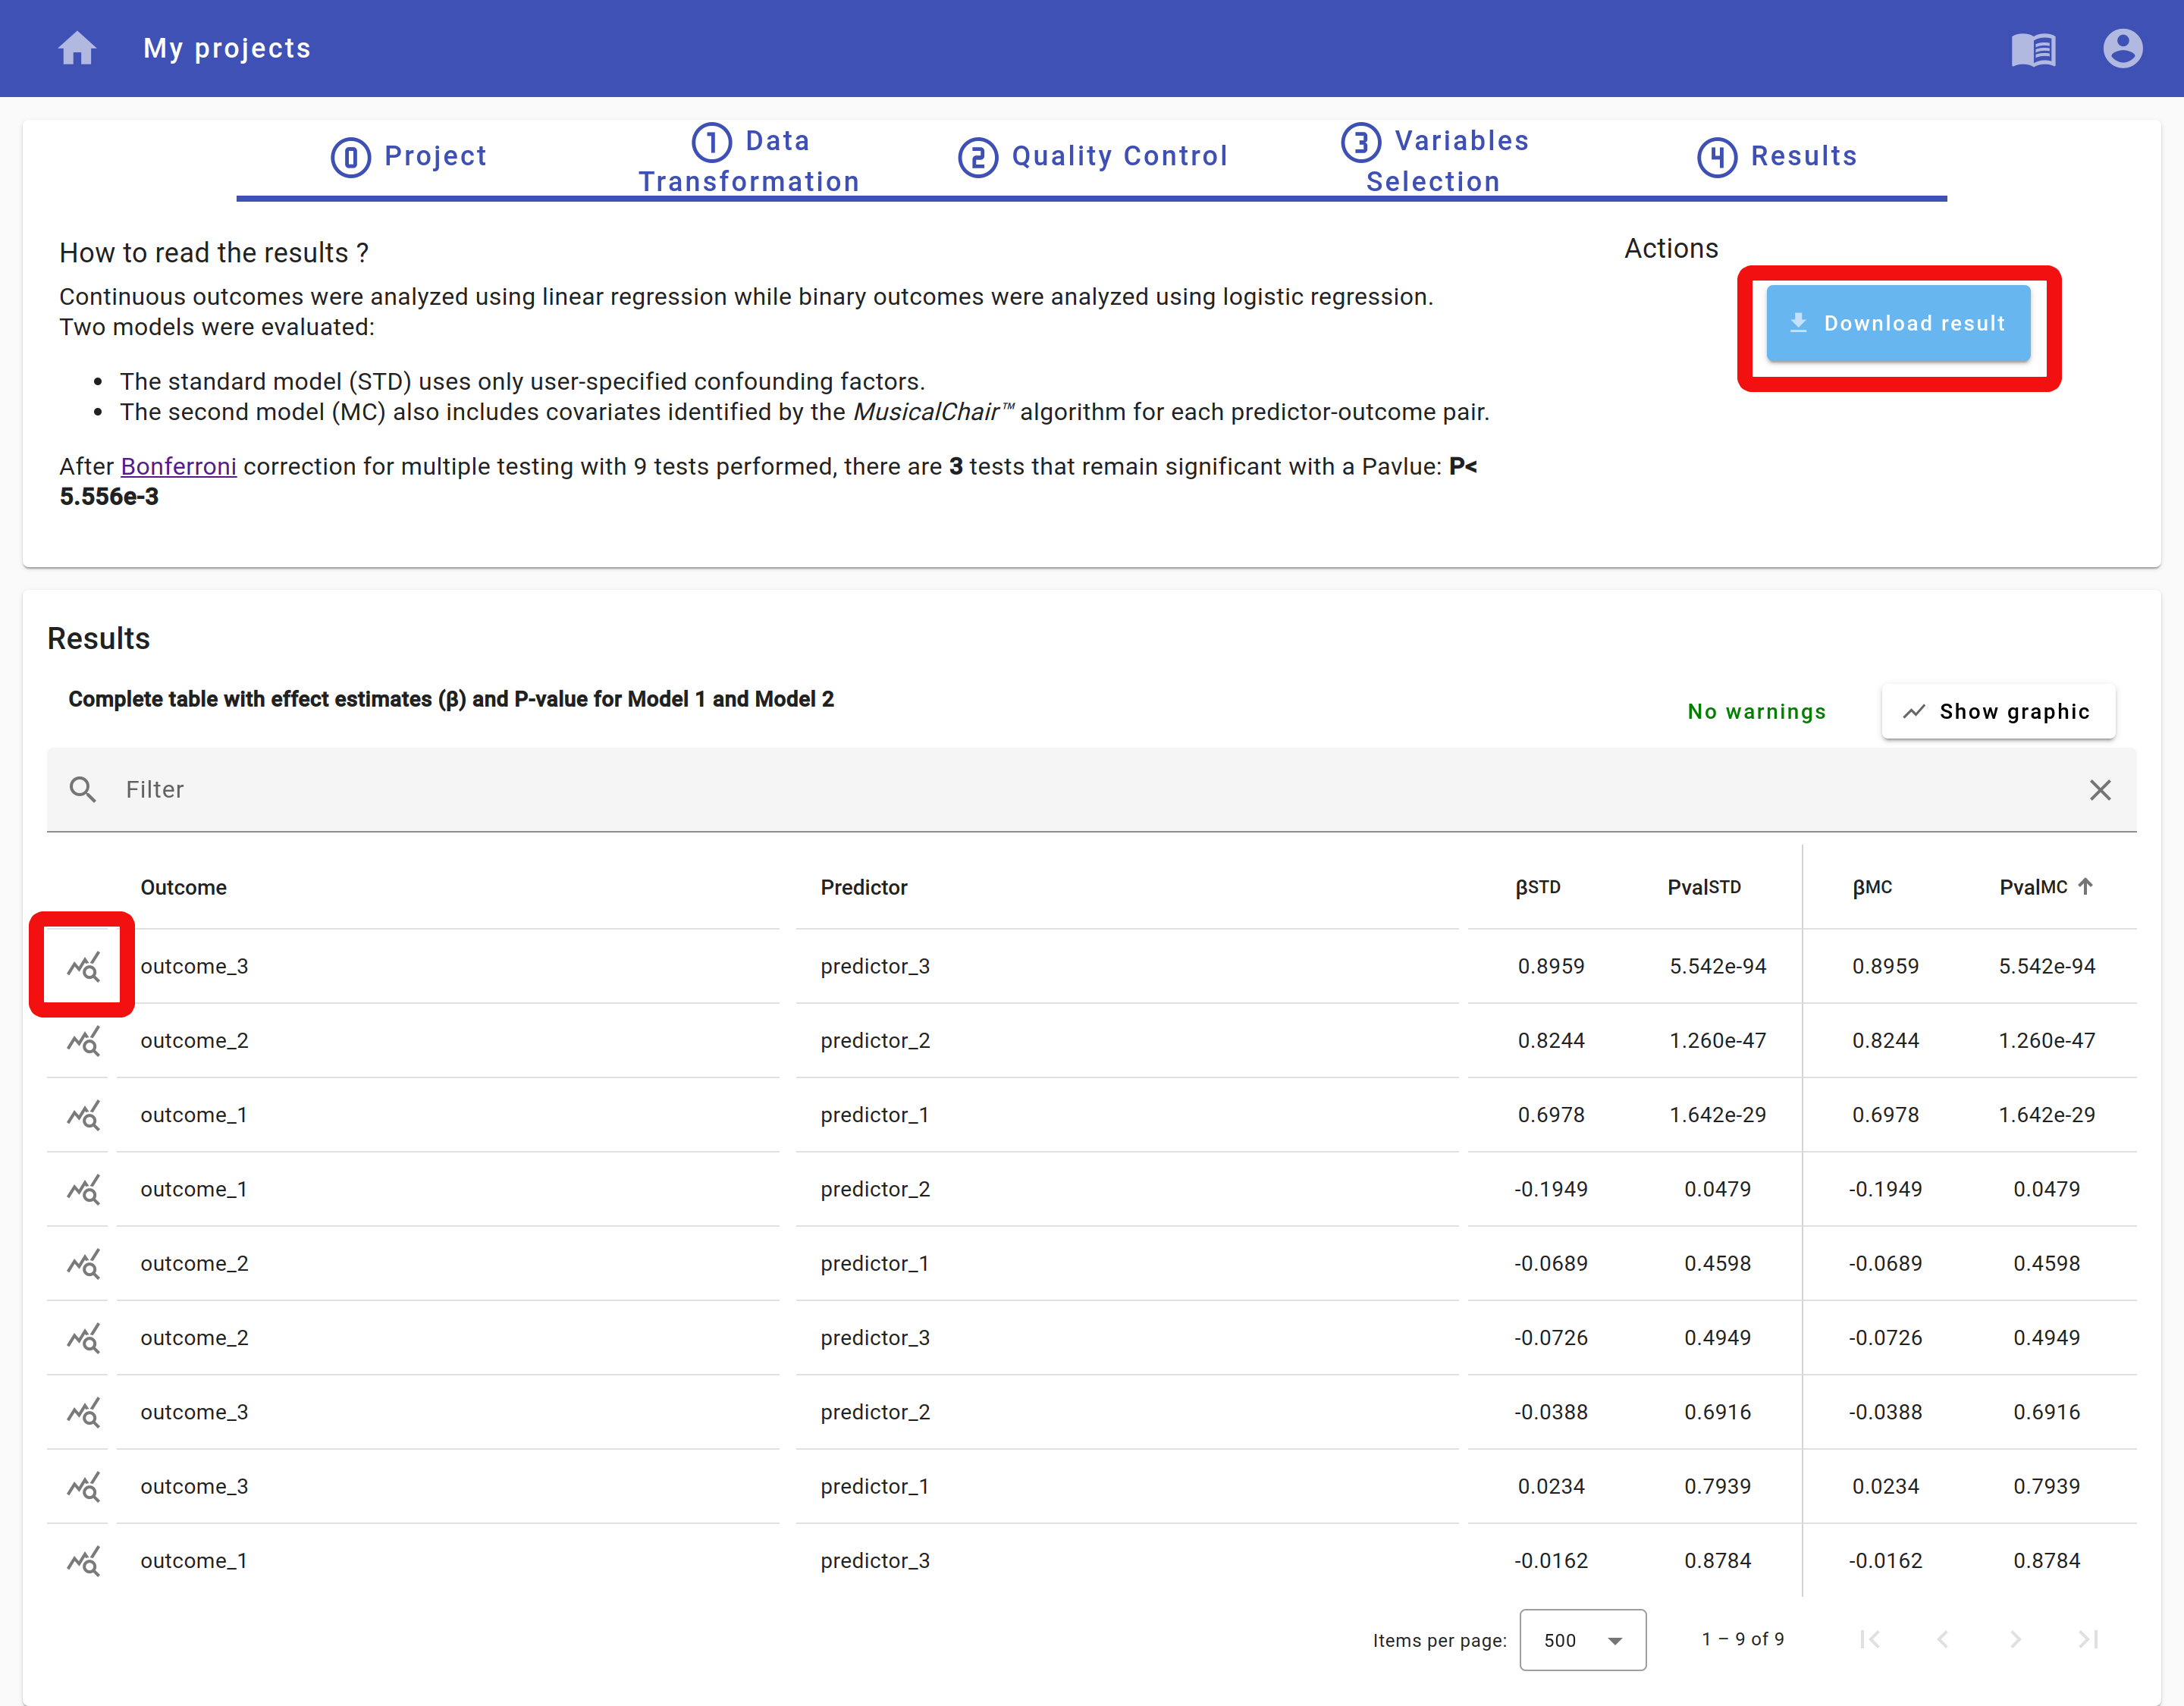 My projects
0 Project
1 Data
Transformation
2 Quality Control
3 Variables
Selection
4 Results
How to read the results ?
Continuous outcomes were analyzed using linear regression while binary outcomes were analyzed using logistic regression.
Two models were evaluated:
• The standard model (STD) uses only user-specified confounding factors.
• The second model (MC) also includes covariates identified by the MusicalChair™ algorithm for each predictor-outcome pair.
After Bonferroni correction for multiple testing with 9 tests performed, there are 3 tests that remain significant with a Pavlue: P<
5.556e-3
Actions
Download result
Results
Complete table with effect estimates (β) and P-value for Model 1 and Model 2
No warnings
Show graphic
Filter
Outcome Predictor βSTD PvalSTD βMC PvalMC
outcome_3 predictor_3 0.8959 5.542e-94 0.8959 5.542e-94
outcome_2 predictor_2 0.8244 1.260e-47 0.8244 1.260e-47
outcome_1 predictor_1 0.6978 1.642e-29 0.6978 1.642e-29
outcome_1 predictor_2 -0.1949 0.0479 -0.1949 0.0479
outcome_2 predictor_1 -0.0689 0.4598 -0.0689 0.4598
outcome_2 predictor_3 -0.0726 0.4949 -0.0726 0.4949
outcome_3 predictor_2 -0.0388 0.6916 -0.0388 0.6916
outcome_3 predictor_1 0.0234 0.7939 0.0234 0.7939
outcome_1 predictor_3 -0.0162 0.8784 -0.0162 0.8784
Items per page: 500 1 – 9 of 9